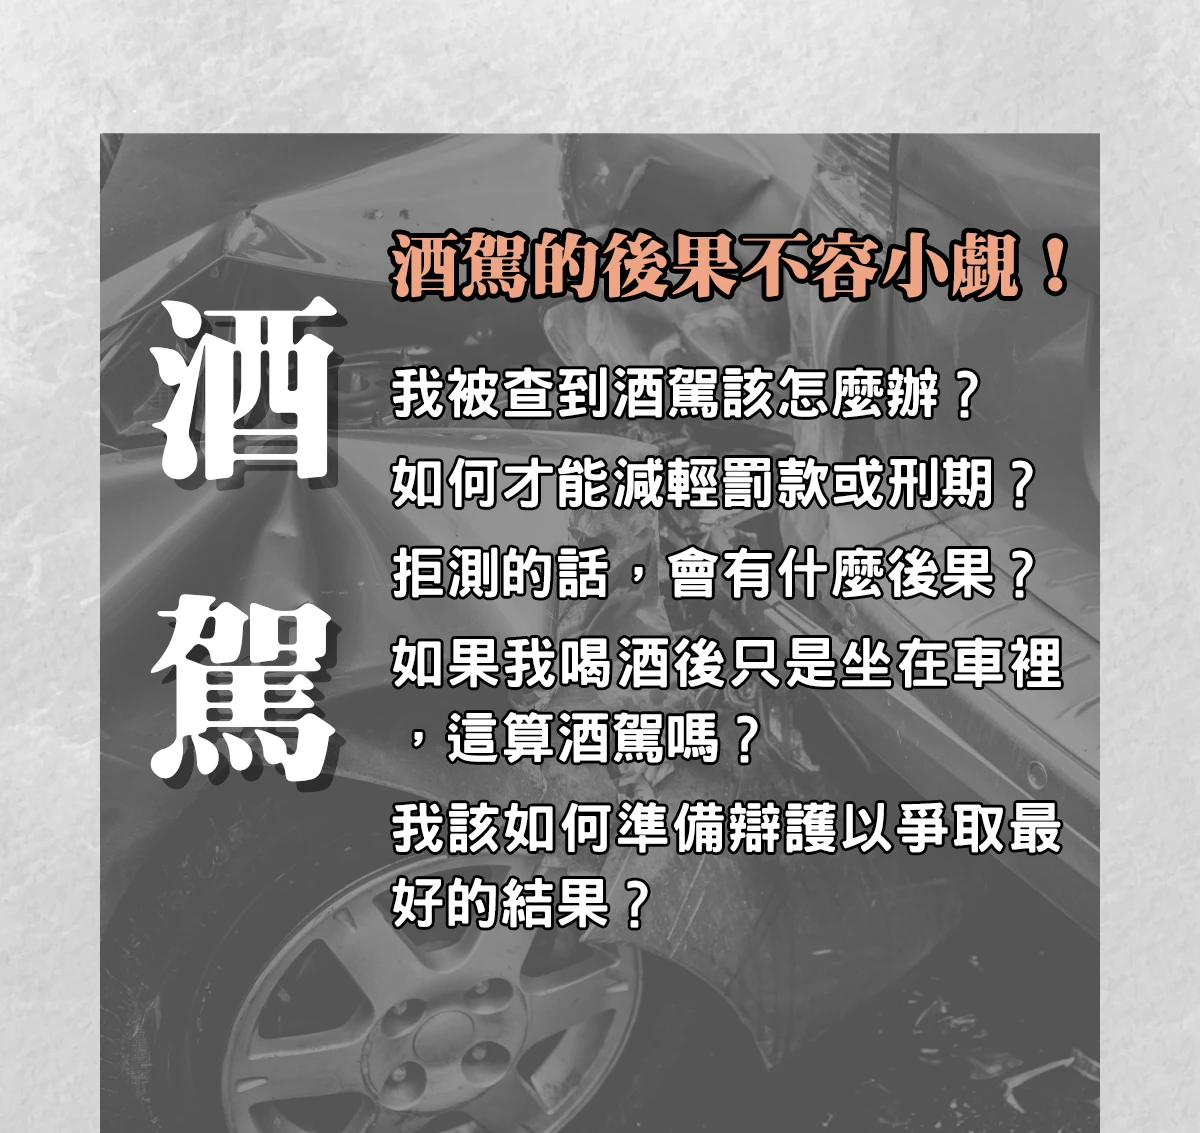 酒駕
酒駕的後果不容小覷！
我被查到酒駕該怎麼辦？
如何才能減輕罰款或刑期？
拒測的話，會有什麼後果？
如果我喝酒後只是坐在車裡
，這算酒駕嗎？
我該如何準備辯護以爭取最
好的結果？